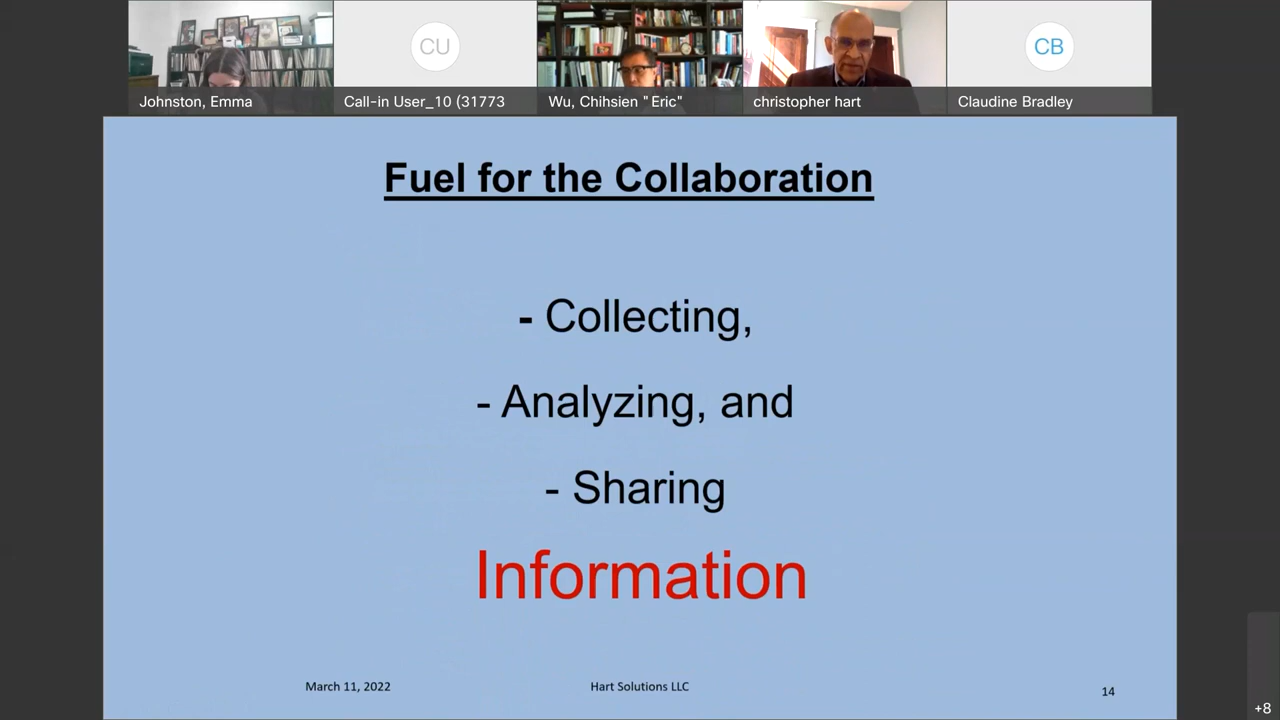 CU
CB
Johnston, Emma
Call-in User_10 (31773
Wu, Chihsien "Eric"
christopher hart
Claudine Bradley
Fuel for the Collaboration
- Collecting,
- Analyzing, and
- Sharing
Information
March 11, 2022
Hart Solutions LLC
14
+8